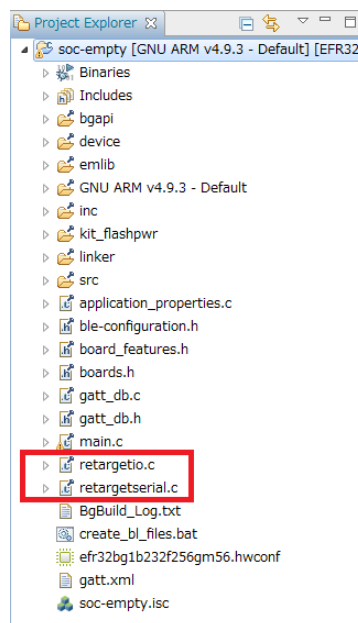 Project Explorer
soc-empty [GNU ARM v4.9.3 - Default] [EFR32
Binaries
Includes
bgapi
device
emlib
GNU ARM v4.9.3 - Default
inc
kit_flashpwr
linker
src
application_properties.c
ble-configuration.h
board_features.h
boards.h
gatt_db.c
gatt_db.h
main.c
retargetio.c
retargetserial.c
BgBuild_Log.txt
create_bl_files.bat
efr32bg1b232f256gm56.hwconf
gatt.xml
soc-empty.isc